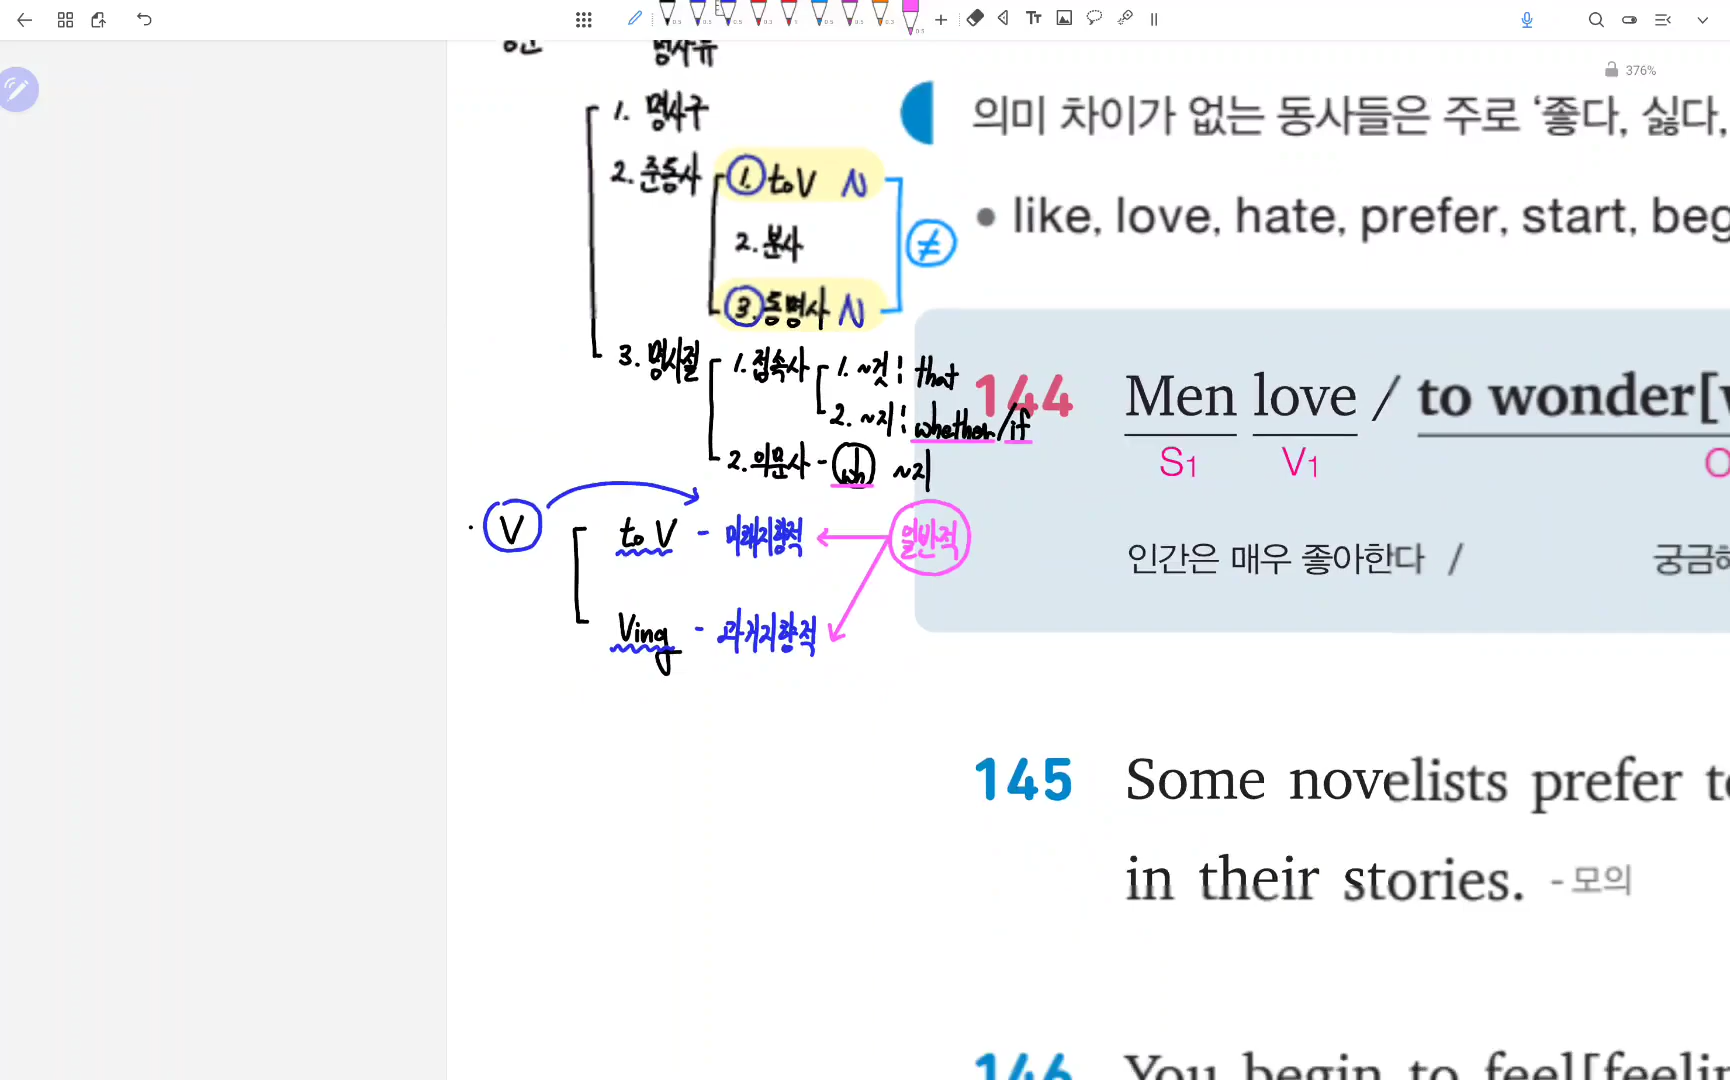 376%
명사류
1. 명사구
2. 준동사
1. to V N
2. 분사
3. 동명사 N
≠
3. 명사절
1. 접속사
1. ~것 : that
2. ~지 : whether/if
2. 의문사 - wh ~지
· V
to V - 미래지향적
일반적
Ving - 과거지향적
의미 차이가 없는 동사들은 주로 ‘좋다, 싫다,
• like, love, hate, prefer, start, beg
144 Men love / to wonder[
S1 V1 O
인간은 매우 좋아한다 / 궁금해
145 Some novelists prefer to
in their stories. - 모의
146 You begin to feel[feelin